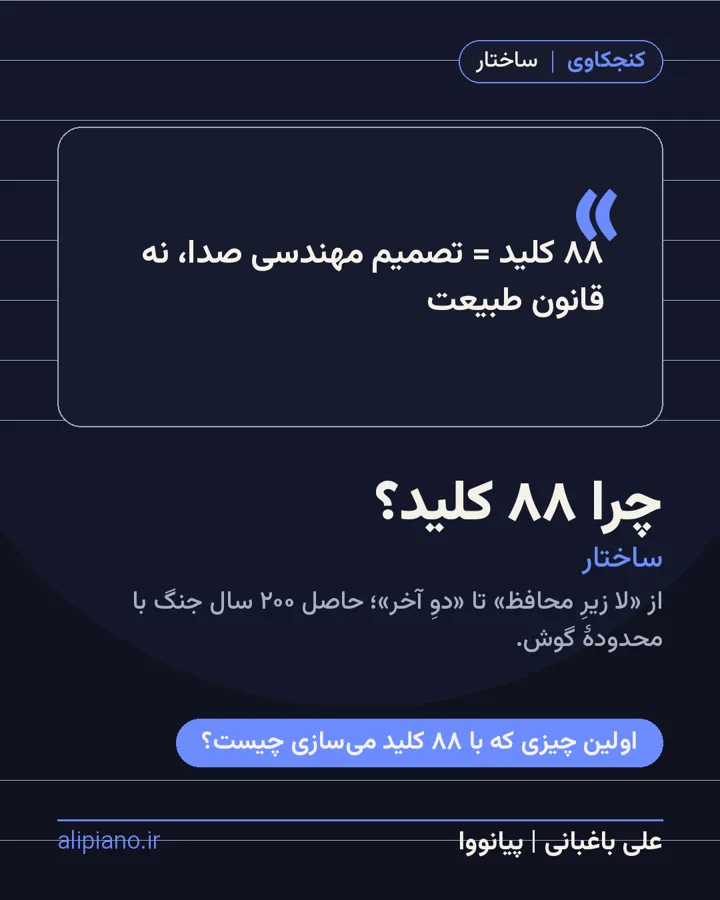 کنجکاوی | ساختار
»
۸۸ کلید = تصمیم مهندسی صدا، نه
قانون طبیعت
چرا ۸۸ کلید؟
ساختار
از «لا زیرِ محافظ» تا «دوِ آخر»؛ حاصل ۲۰۰ سال جنگ با
محدودهٔ گوش.
اولین چیزی که با ۸۸ کلید می‌سازی چیست؟
علی باغبانی | پیانووا
alipiano.ir